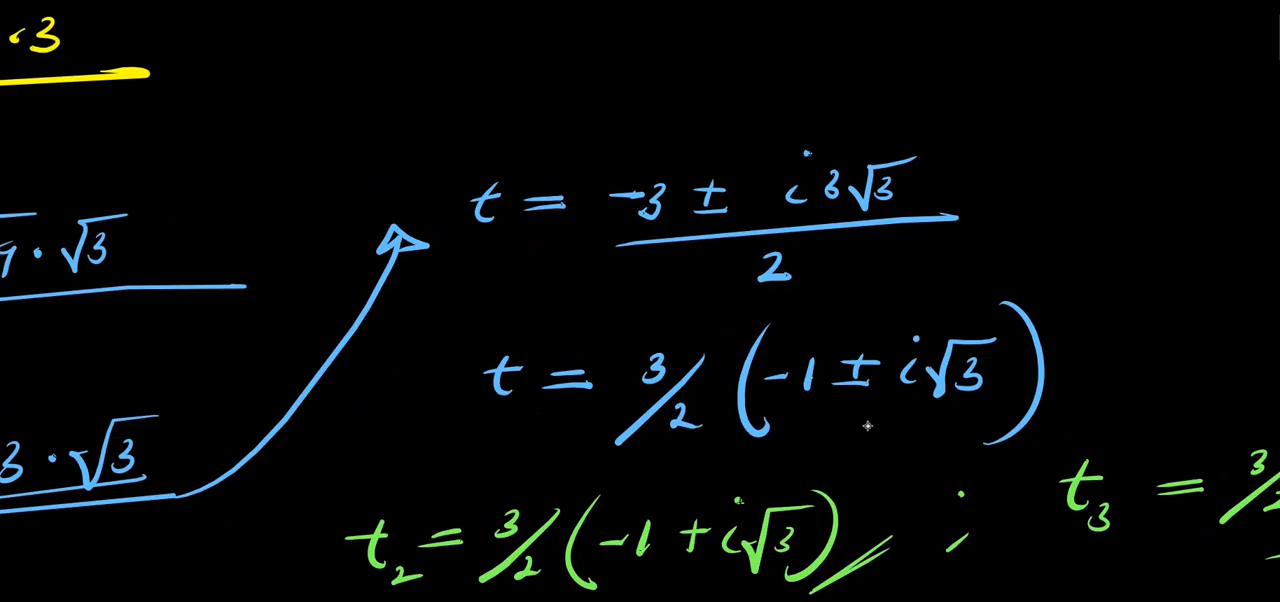 ·3
9·√3
3·√3
t = (-3 ± i3√3)/2
t = 3/2 (-1 ± i√3)
t₂ = 3/2 (-1 + i√3) ; t₃ = 3/